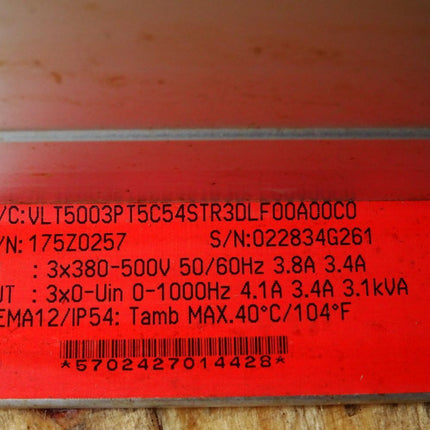 /C:VLT5003PT5C54STR3DLF00A00C0
/N: 175Z0257 S/N:022834G261
: 3x380-500V 50/60Hz 3.8A 3.4A
UT : 3x0-Uin 0-1000Hz 4.1A 3.4A 3.1kVA
EMA12/IP54: Tamb MAX.40°C/104°F
*5702427014428*